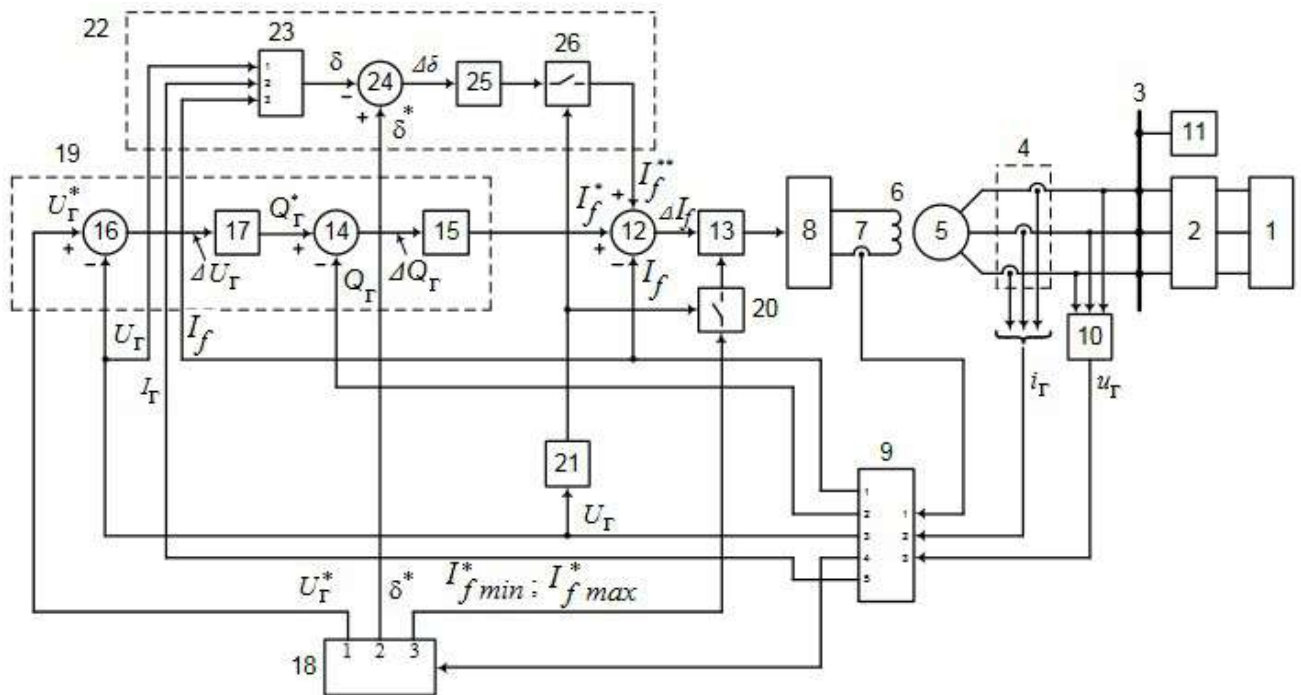 22
23
26
1
2
3
δ
−
24
Δδ
25
+
δ*
3
11
4
19
U_г*
+
16
−
ΔU_г
17
Q_г*
+
14
−
Q_г
ΔQ_г
15
I_f*
+
I_f**
+
12
−
ΔI_f
I_f
13
8
7
6
5
2
1
20
10
U_г
I_f
I_г
i_г
u_г
21
9
U_г
1
2
3
4
5
1
2
3
U_г*
δ*
I*_f min ; I*_f max
18
1 2 3